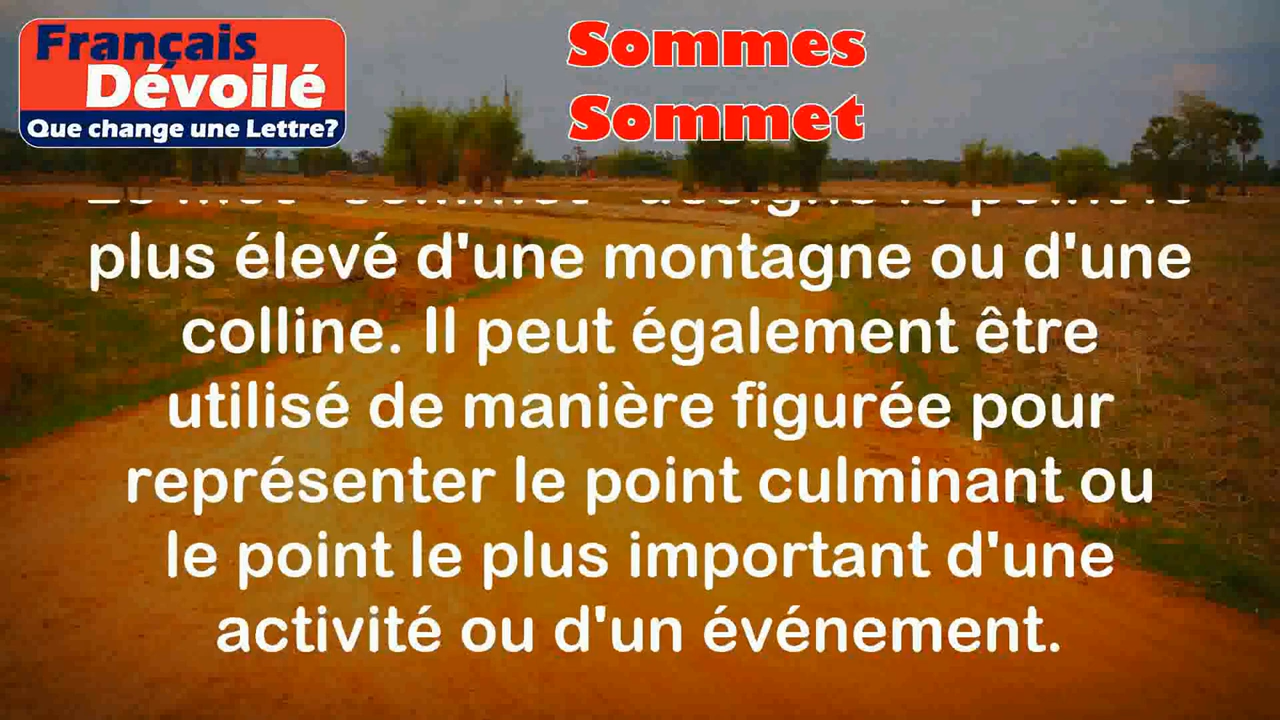 Français
Dévoilé
Que change une Lettre?
Sommes
Sommet
plus élevé d'une montagne ou d'une
colline. Il peut également être
utilisé de manière figurée pour
représenter le point culminant ou
le point le plus important d'une
activité ou d'un événement.